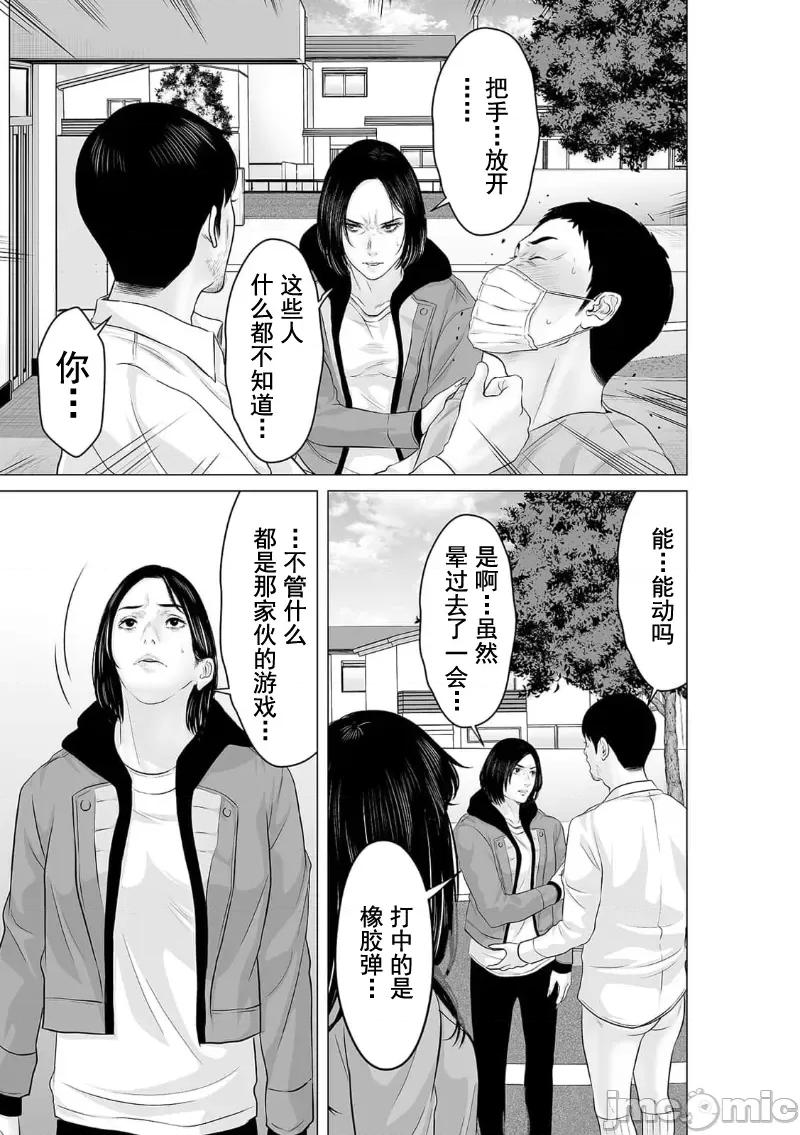 把手…放开
……
这些人
什么都不知道…
你…
能…能动吗
是啊…虽然
晕过去了一会…
打中的是
橡胶弹…
…不管什么
都是那家伙的游戏…
jmcomic